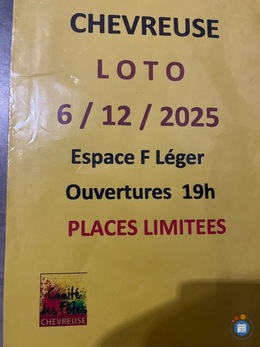 CHEVREUSE
LOTO
6 / 12 / 2025
Espace F Léger
Ouvertures 19h
PLACES LIMITEES
Comité
des Fêtes
CHEVREUSE